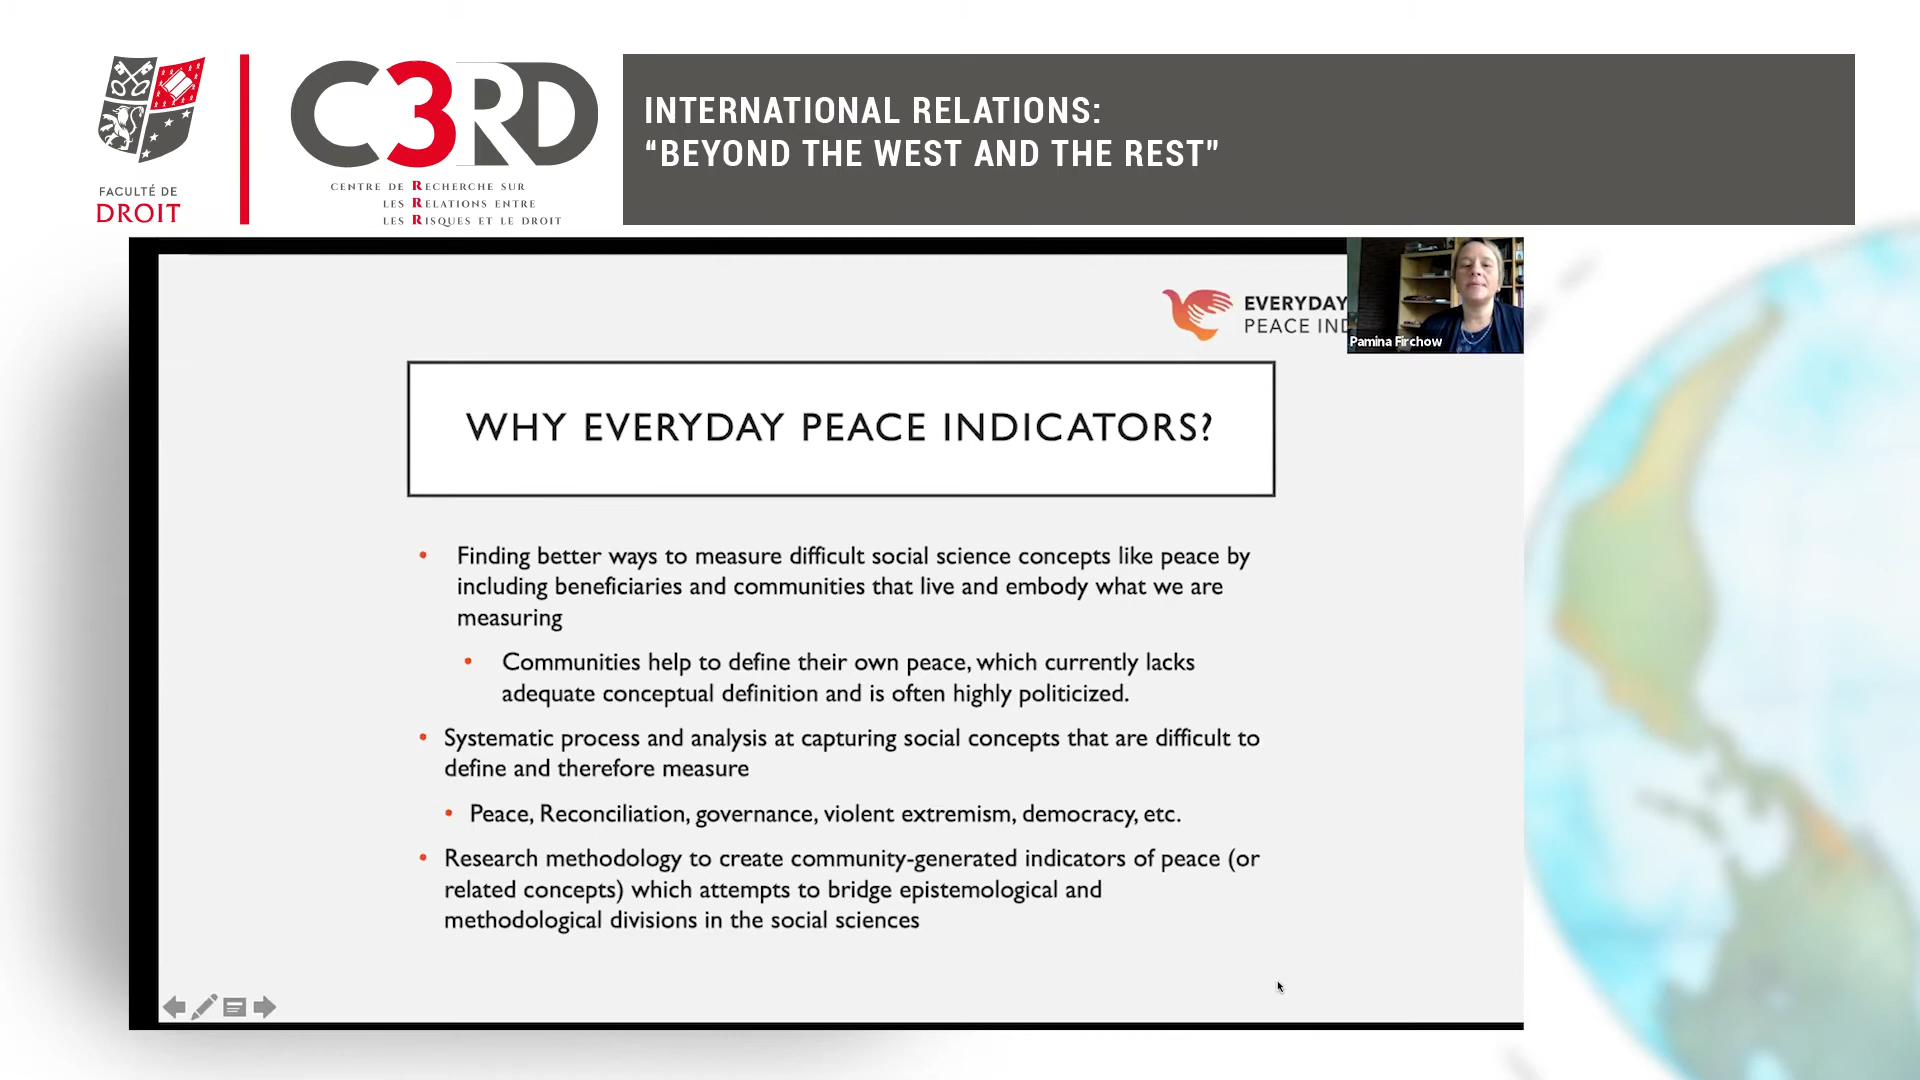 FACULTÉ DE
DROIT
C3RD
CENTRE DE RECHERCHE SUR
LES RELATIONS ENTRE
LES RISQUES ET LE DROIT
INTERNATIONAL RELATIONS:
“BEYOND THE WEST AND THE REST”
EVERYDAY
PEACE IND
Pamina Firchow
WHY EVERYDAY PEACE INDICATORS?
• Finding better ways to measure difficult social science concepts like peace by
including beneficiaries and communities that live and embody what we are
measuring
• Communities help to define their own peace, which currently lacks
adequate conceptual definition and is often highly politicized.
• Systematic process and analysis at capturing social concepts that are difficult to
define and therefore measure
• Peace, Reconciliation, governance, violent extremism, democracy, etc.
• Research methodology to create community-generated indicators of peace (or
related concepts) which attempts to bridge epistemological and
methodological divisions in the social sciences